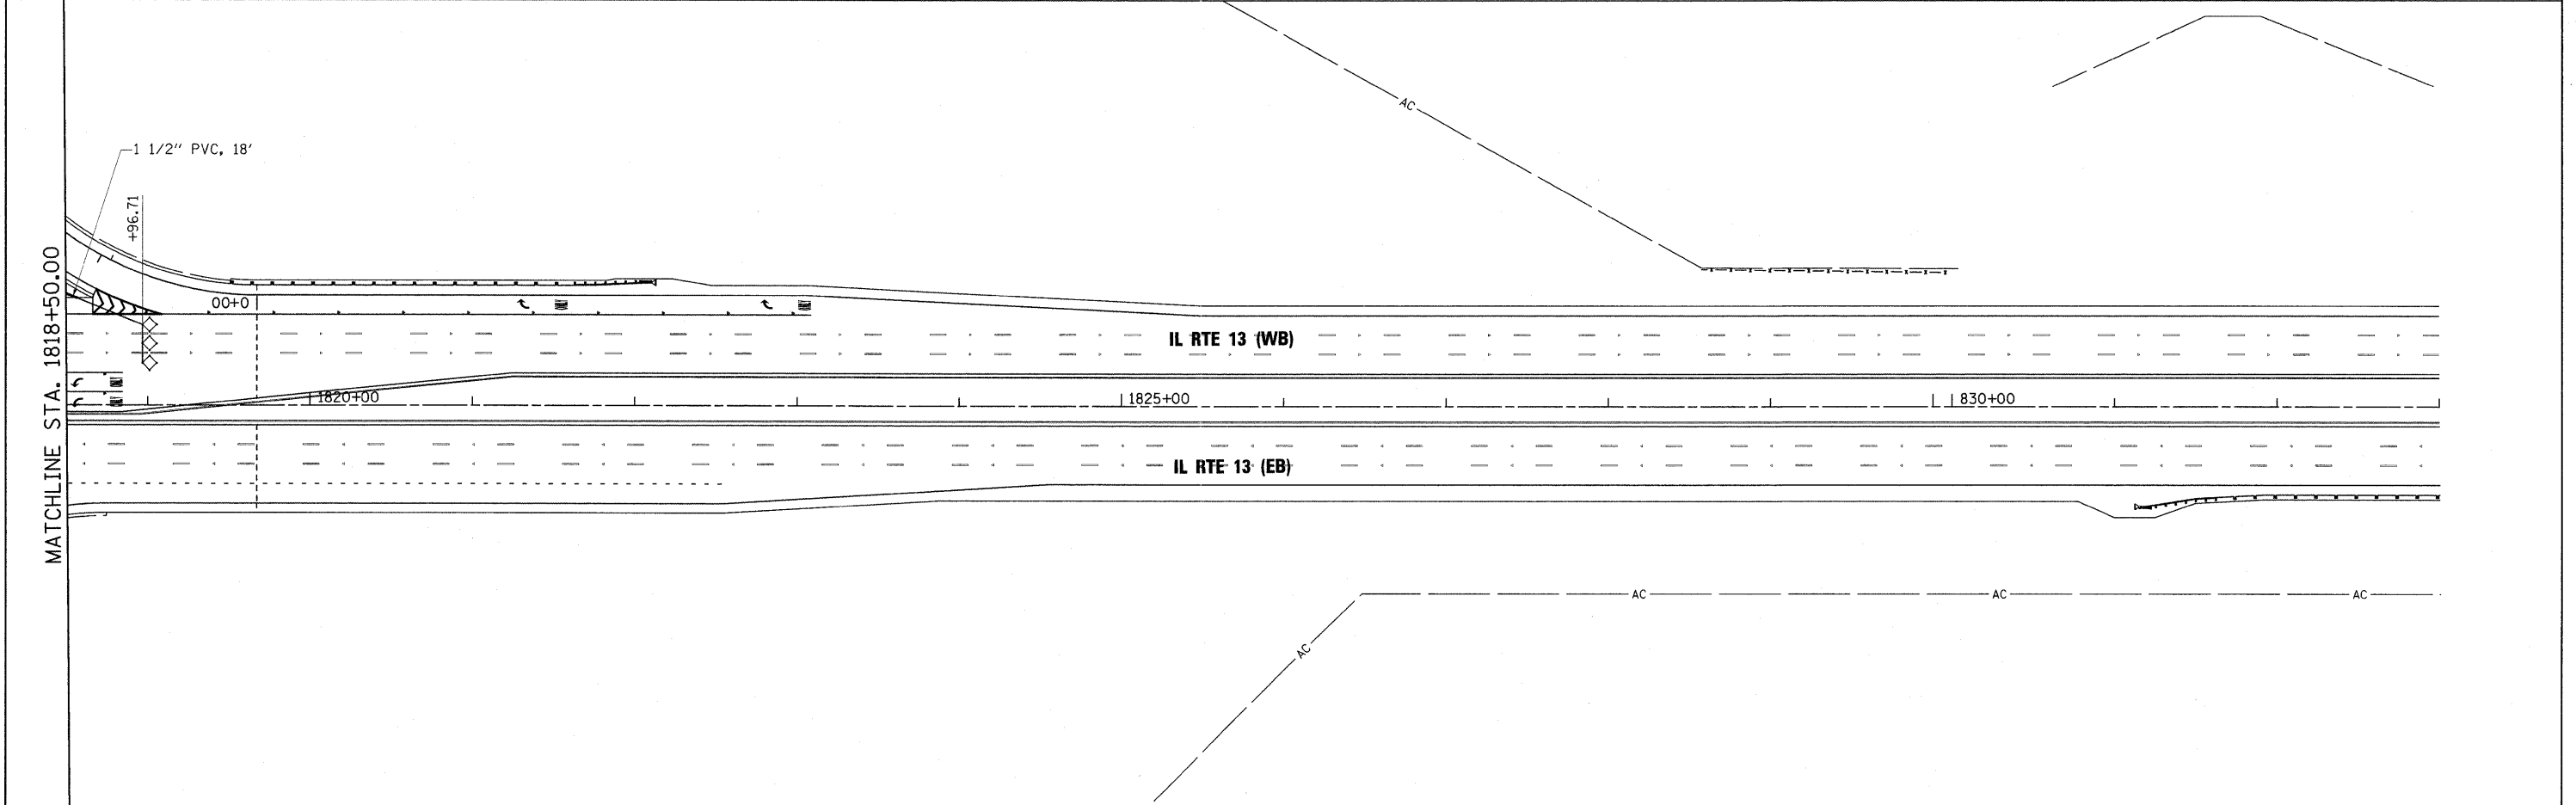 AC
1 1/2" PVC, 18'
+96.71
MATCHLINE STA. 1818+50.00
00+0
IL RTE 13 (WB)
1820+00
1825+00
830+00
IL RTE 13 (EB)
AC
AC
AC
AC